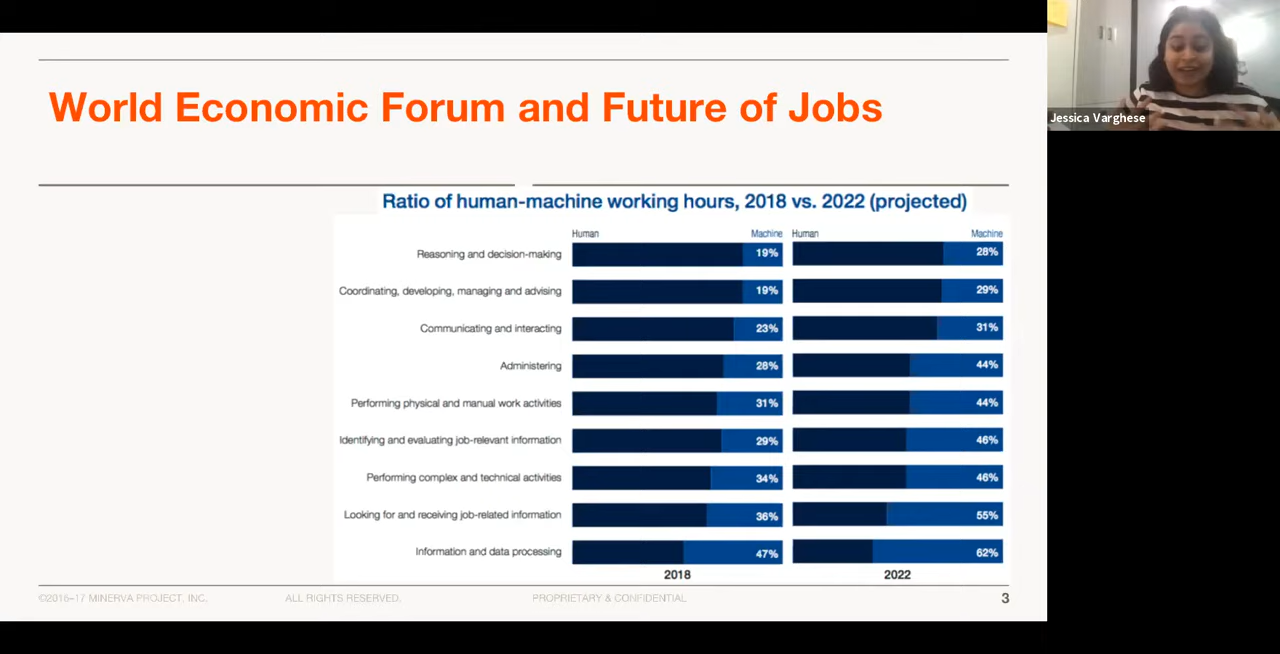 World Economic Forum and Future of Jobs
Ratio of human-machine working hours, 2018 vs. 2022 (projected)
Human Machine Human Machine
Reasoning and decision-making 19% 28%
Coordinating, developing, managing and advising 19% 29%
Communicating and interacting 23% 31%
Administering 28% 44%
Performing physical and manual work activities 31% 44%
Identifying and evaluating job-relevant information 29% 46%
Performing complex and technical activities 34% 46%
Looking for and receiving job-related information 36% 55%
Information and data processing 47% 62%
2018 2022
©2016–17 MINERVA PROJECT, INC. ALL RIGHTS RESERVED. PROPRIETARY & CONFIDENTIAL 3
Jessica Varghese